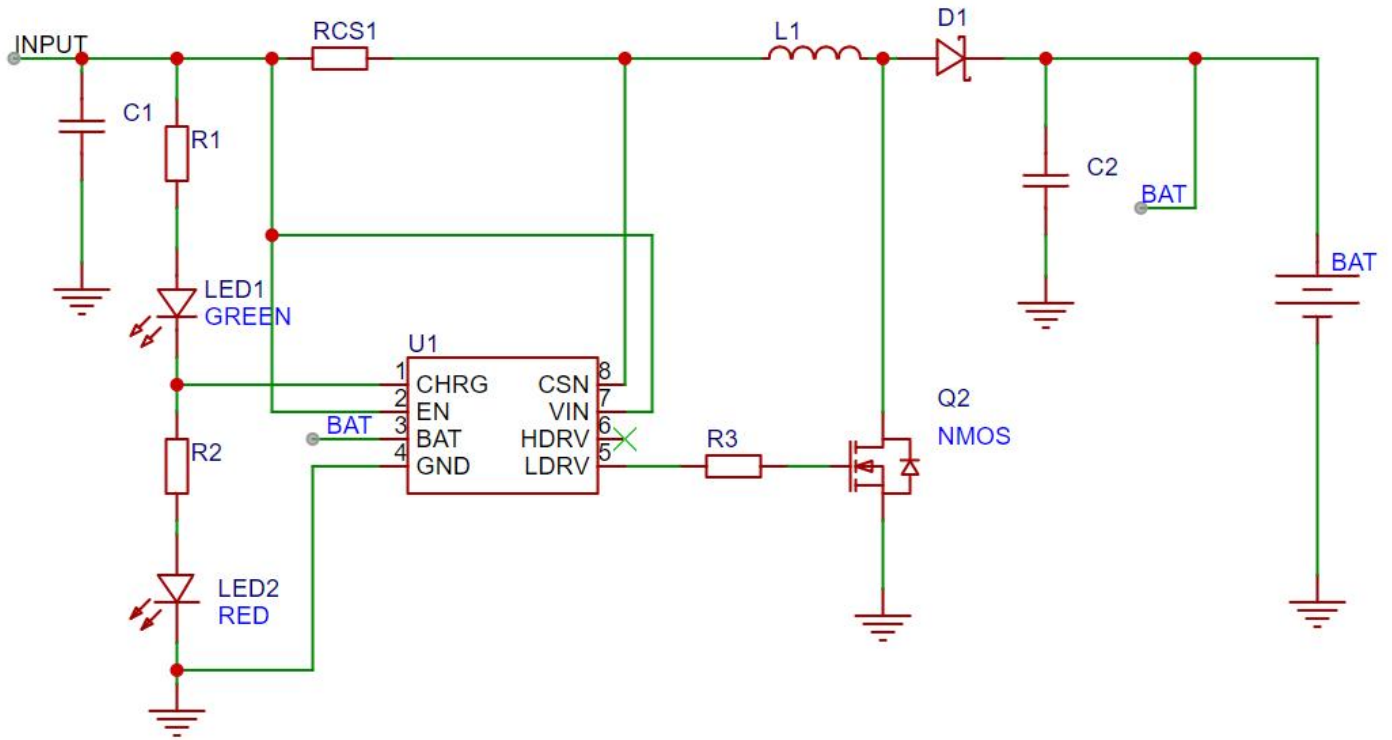 INPUT
RCS1
L1
D1
C1
R1
C2
BAT
BAT
LED1
GREEN
U1
1 CHRG
2 EN
BAT 3 BAT
4 GND
CSN 8
VIN 7
HDRV 6
LDRV 5
R3
Q2
NMOS
R2
LED2
RED